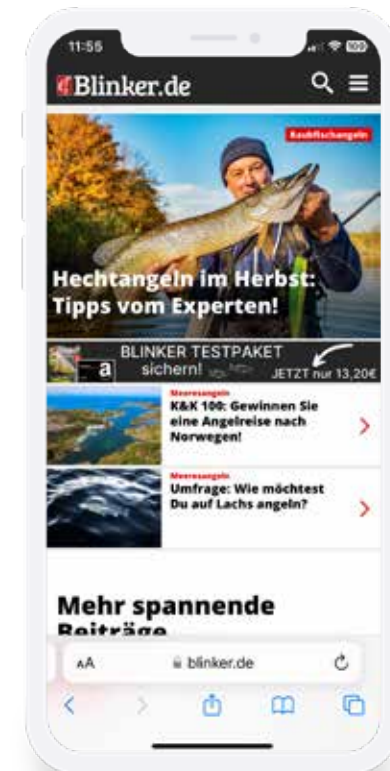 11:56
100
Blinker.de
Raubfischangeln
Hechtangeln im Herbst:
Tipps vom Experten!
BLINKER TESTPAKET
sichern!
a
JETZT nur 13,20€
Meeresangeln
K&K 100: Gewinnen Sie
eine Angelreise nach
Norwegen!
Meeresangeln
Umfrage: Wie möchtest
Du auf Lachs angeln?
Mehr spannende
Beiträge
AA
blinker.de